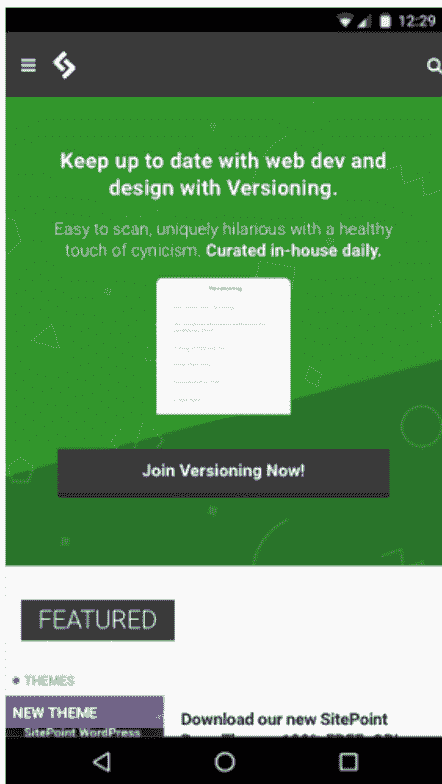 12:29
Keep up to date with web dev and
design with Versioning.
Easy to scan, uniquely hilarious with a healthy
touch of cynicism. Curated in-house daily.
Versioning
Join Versioning Now!
FEATURED
THEMES
NEW THEME
SitePoint WordPress
Download our new SitePoint